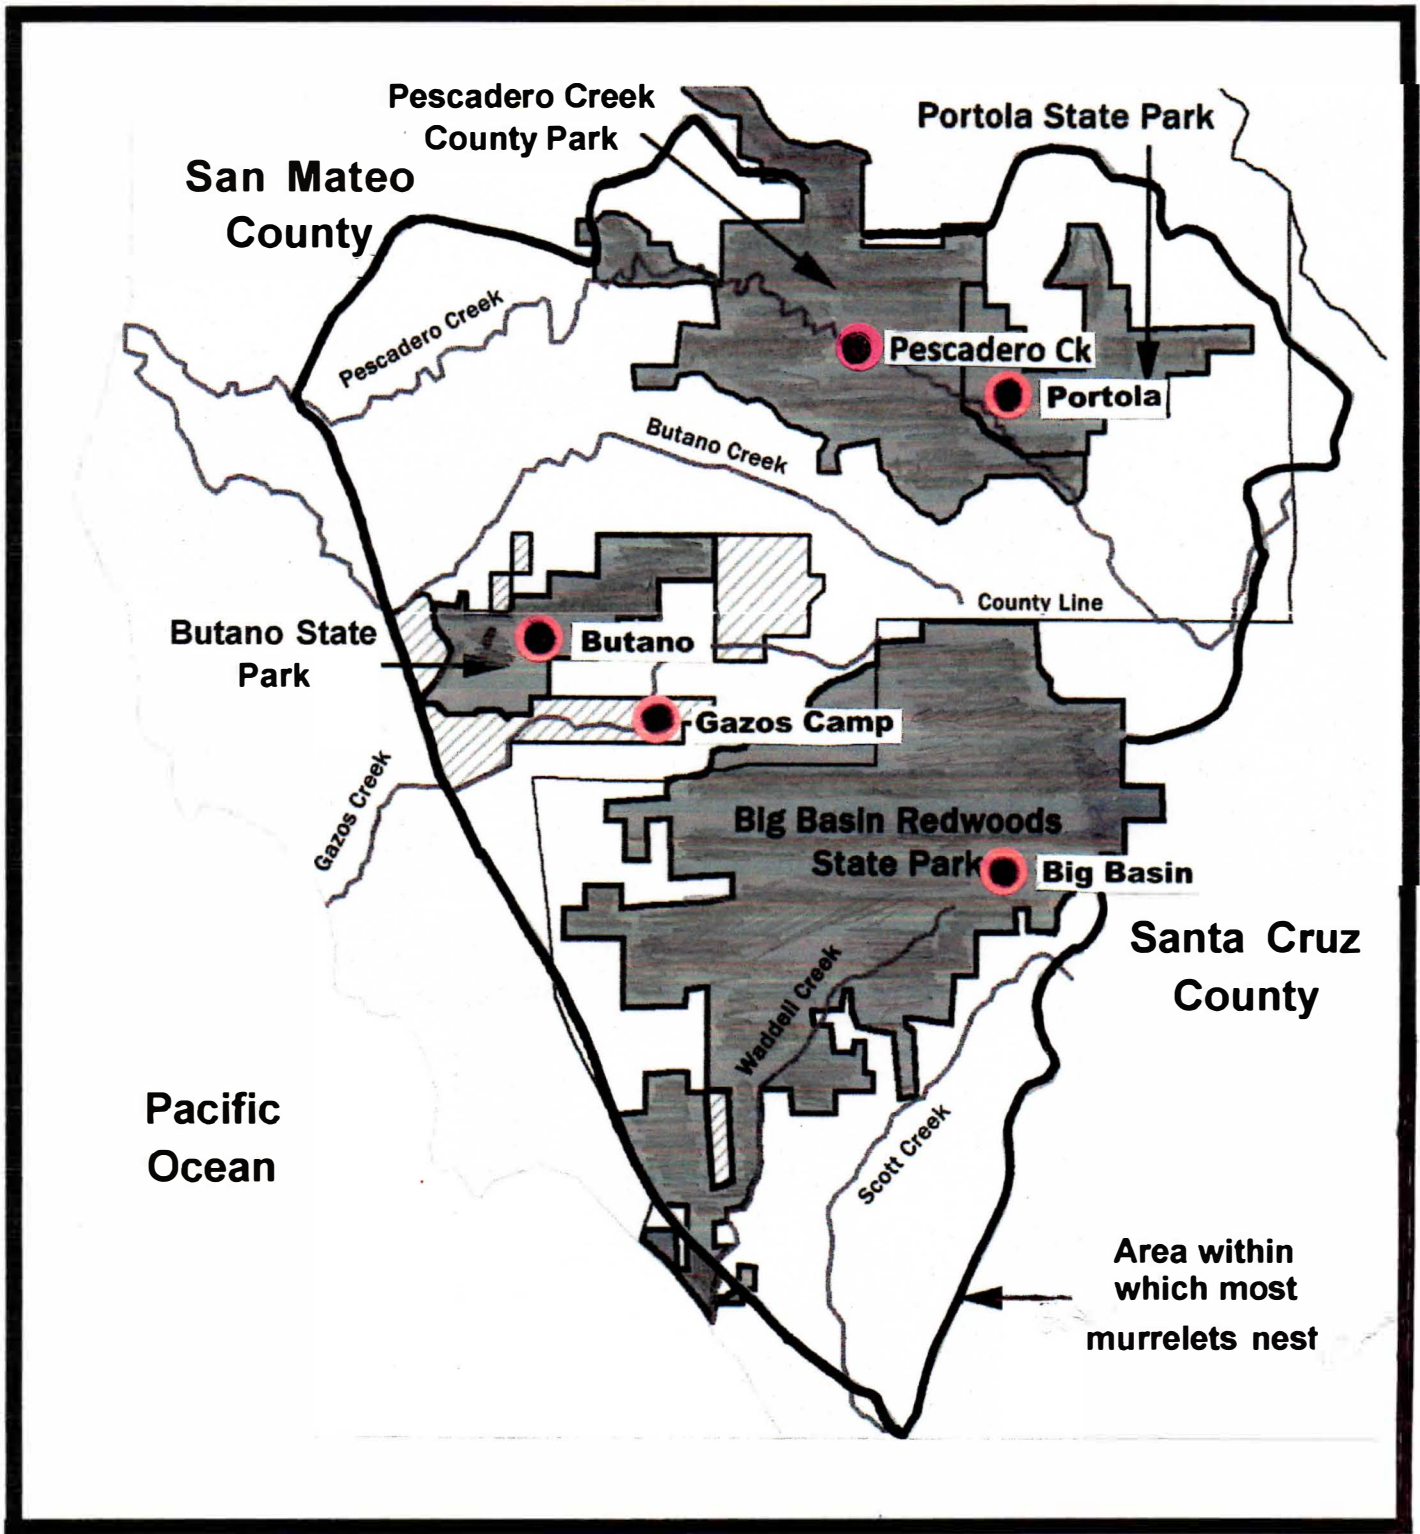 Pescadero Creek
County Park
Portola State Park
San Mateo
County
Pescadero Creek
Pescadero Ck
Portola
Butano Creek
County Line
Butano State
Park
Butano
Gazos Camp
Gazos Creek
Big Basin Redwoods
State Park
Big Basin
Santa Cruz
County
Waddell Creek
Pacific
Ocean
Scott Creek
Area within
which most
murrelets nest